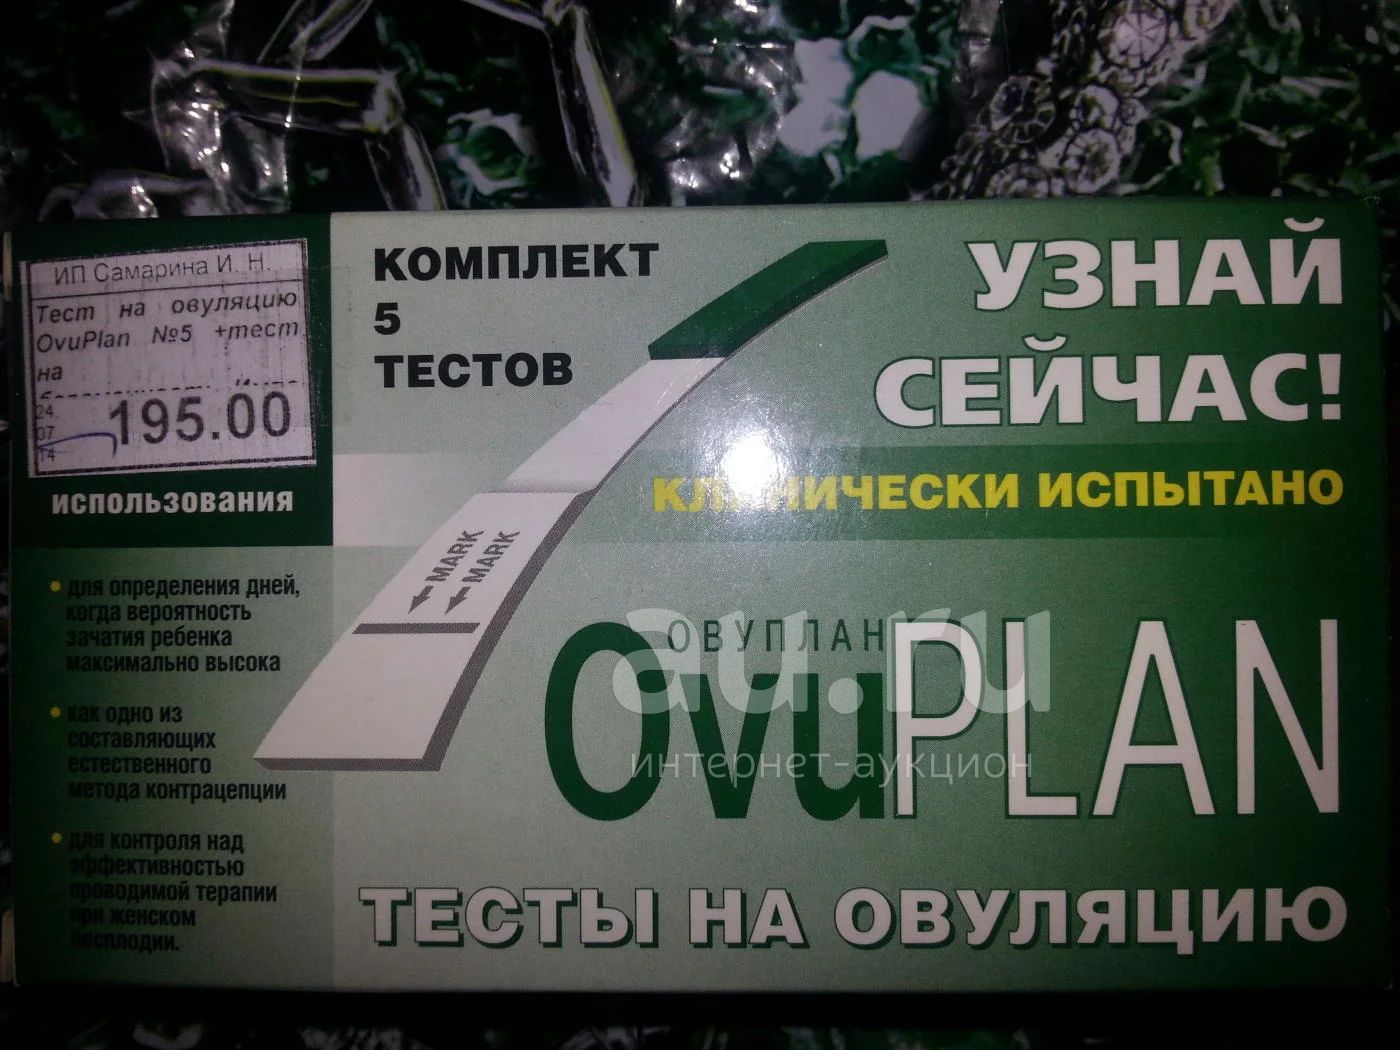 ИП Самарина И. Н.
Тест на овуляцию
OvuPlan №5 +тест
на
24
07
14
195.00
использования
• для определения дней,
когда вероятность
зачатия ребенка
максимально высока
• как одно из
составляющих
естественного
метода контрацепции
• для контроля над
эффективностью
проводимой терапии
при женском
бесплодии.
КОМПЛЕКТ
5
ТЕСТОВ
MARK
MARK
УЗНАЙ
СЕЙЧАС!
КЛИНИЧЕСКИ ИСПЫТАНО
ОВУПЛАН
OvuPLAN
au.ru
интернет-аукцион
ТЕСТЫ НА ОВУЛЯЦИЮ